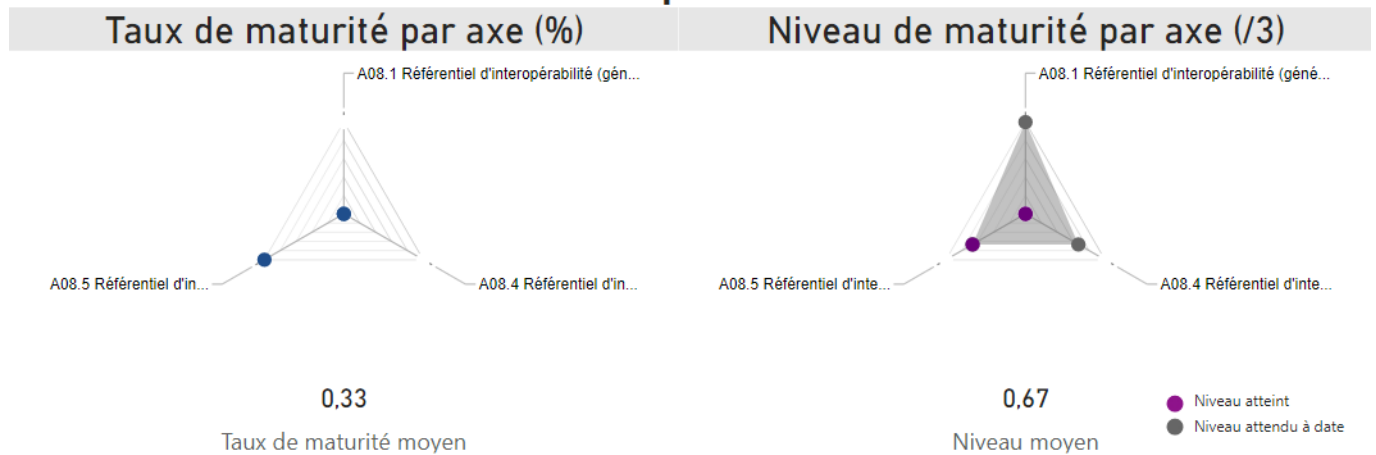 Taux de maturité par axe (%)
Niveau de maturité par axe (/3)
A08.1 Référentiel d'interopérabilité (gén...
A08.1 Référentiel d'interopérabilité (géné...
A08.5 Référentiel d'in...
A08.4 Référentiel d'in...
A08.5 Référentiel d'inte...
A08.4 Référentiel d'inte...
0,33
Taux de maturité moyen
0,67
Niveau moyen
Niveau atteint
Niveau attendu à date